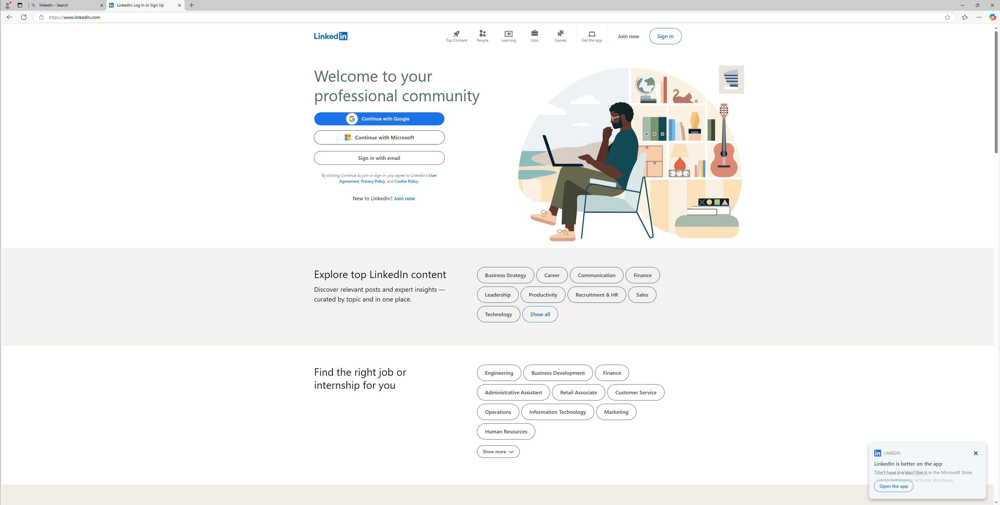 linkedin - Search
LinkedIn: Log In or Sign Up
https://www.linkedin.com
LinkedIn
Top Content
People
Learning
Jobs
Games
Get the app
Join now
Sign in
Welcome to your
professional community
Continue with Google
Continue with Microsoft
Sign in with email
By clicking Continue to join or sign in, you agree to LinkedIn's User
Agreement, Privacy Policy, and Cookie Policy.
New to LinkedIn? Join now
Explore top LinkedIn content
Discover relevant posts and expert insights —
curated by topic and in one place.
Business Strategy
Career
Communication
Finance
Leadership
Productivity
Recruitment & HR
Sales
Technology
Show all
Find the right job or
internship for you
Engineering
Business Development
Finance
Administrative Assistant
Retail Associate
Customer Service
Operations
Information Technology
Marketing
Human Resources
Show more
in LINKEDIN
LinkedIn is better on the app
Don't have the app? Get it in the Microsoft Store.
Activate Windows
Go to Settings to activate Windows.
Open the app